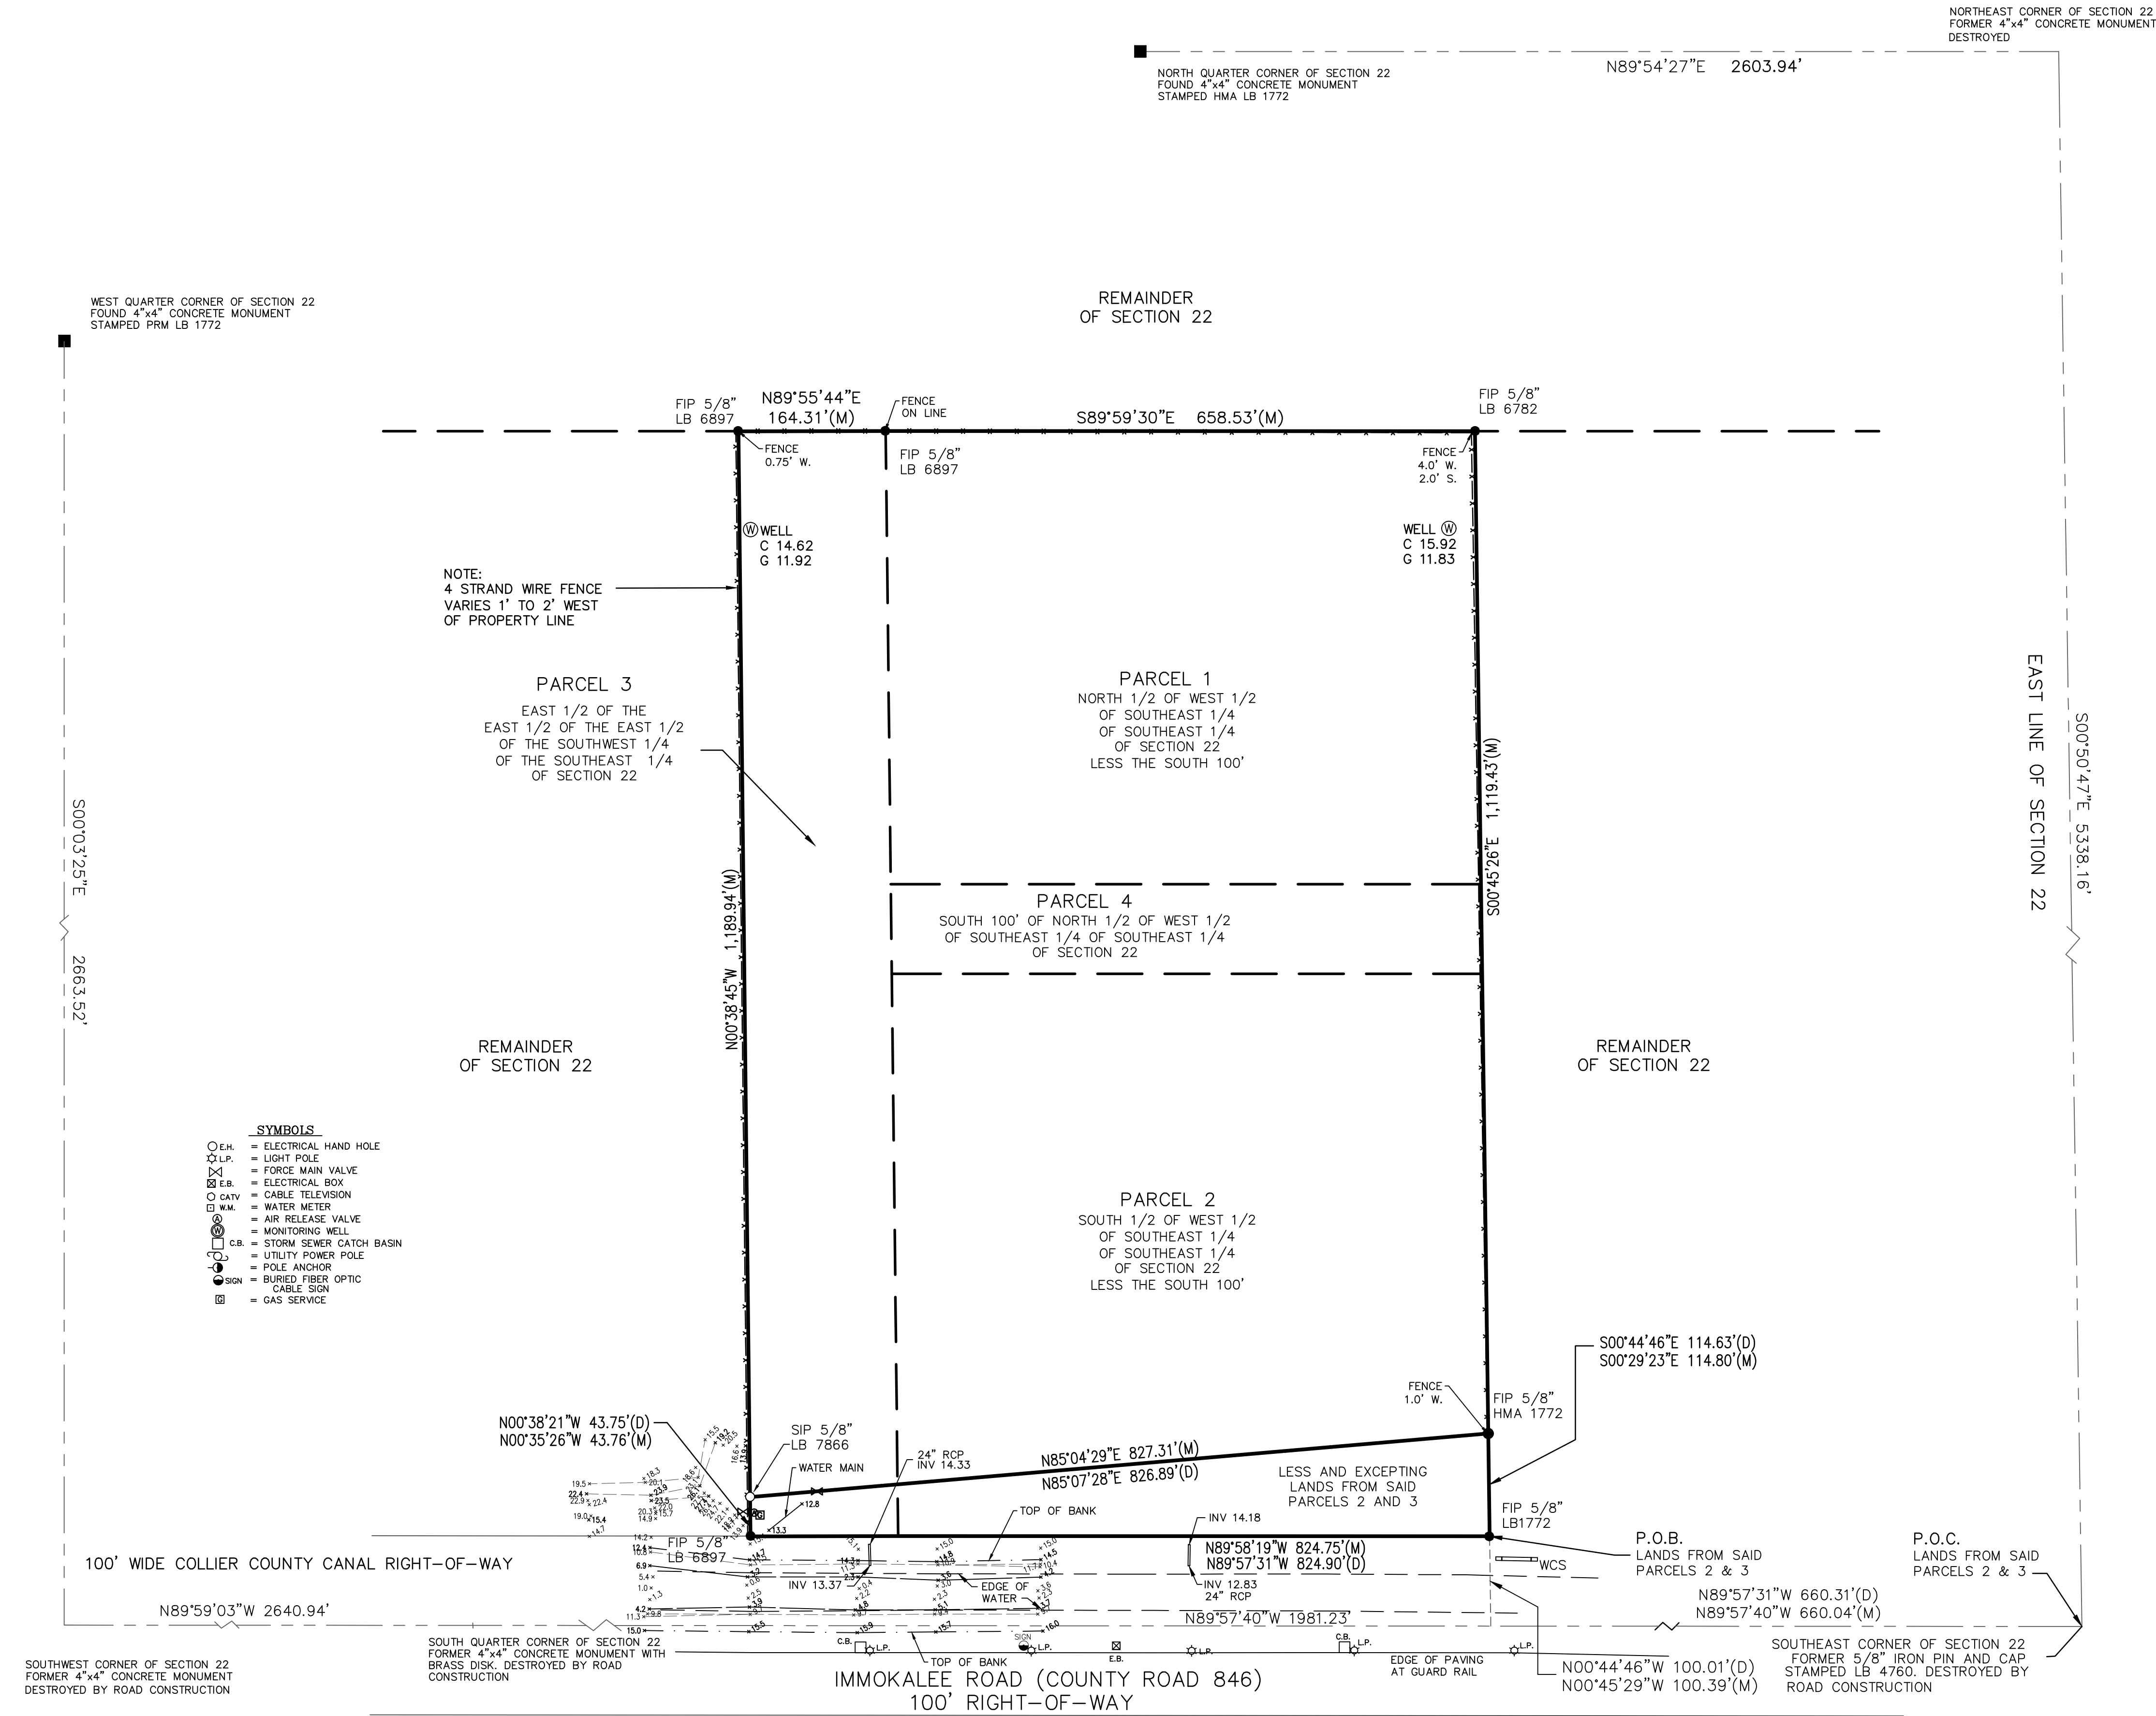 NORTHEAST CORNER OF SECTION 22
FORMER 4"x4" CONCRETE MONUMENT
DESTROYED
N89°54'27"E 2603.94'
NORTH QUARTER CORNER OF SECTION 22
FOUND 4"x4" CONCRETE MONUMENT
STAMPED HMA LB 1772
WEST QUARTER CORNER OF SECTION 22
FOUND 4"x4" CONCRETE MONUMENT
STAMPED PRM LB 1772
REMAINDER
OF SECTION 22
FIP 5/8"
LB 6897
N89°55'44"E
164.31'(M)
FENCE
ON LINE
S89°59'30"E 658.53'(M)
FIP 5/8"
LB 6782
FENCE
0.75' W.
FIP 5/8"
LB 6897
FENCE
4.0' W.
2.0' S.
W WELL
C 14.62
G 11.92
WELL W
C 15.92
G 11.83
NOTE:
4 STRAND WIRE FENCE
VARIES 1' TO 2' WEST
OF PROPERTY LINE
PARCEL 3
EAST 1/2 OF THE
EAST 1/2 OF THE EAST 1/2
OF THE SOUTHWEST 1/4
OF THE SOUTHEAST 1/4
OF SECTION 22
PARCEL 1
NORTH 1/2 OF WEST 1/2
OF SOUTHEAST 1/4
OF SOUTHEAST 1/4
OF SECTION 22
LESS THE SOUTH 100'
S00°45'26"E 1,119.43'(M)
EAST LINE OF SECTION 22
S00°50'47"E 5338.16'
S00°03'25"E 2663.52'
N00°38'45"W 1,189.94'(M)
PARCEL 4
SOUTH 100' OF NORTH 1/2 OF WEST 1/2
OF SOUTHEAST 1/4 OF SOUTHEAST 1/4
OF SECTION 22
REMAINDER
OF SECTION 22
REMAINDER
OF SECTION 22
SYMBOLS
E.H. = ELECTRICAL HAND HOLE
L.P. = LIGHT POLE
= FORCE MAIN VALVE
E.B. = ELECTRICAL BOX
CATV = CABLE TELEVISION
W.M. = WATER METER
A = AIR RELEASE VALVE
W = MONITORING WELL
C.B. = STORM SEWER CATCH BASIN
= UTILITY POWER POLE
= POLE ANCHOR
SIGN = BURIED FIBER OPTIC
CABLE SIGN
G = GAS SERVICE
PARCEL 2
SOUTH 1/2 OF WEST 1/2
OF SOUTHEAST 1/4
OF SOUTHEAST 1/4
OF SECTION 22
LESS THE SOUTH 100'
S00°44'46"E 114.63'(D)
S00°29'23"E 114.80'(M)
FENCE
1.0' W.
FIP 5/8"
HMA 1772
N00°38'21"W 43.75'(D)
N00°35'26"W 43.76'(M)
SIP 5/8"
LB 7866
WATER MAIN
24" RCP
INV 14.33
N85°04'29"E 827.31'(M)
N85°07'28"E 826.89'(D)
LESS AND EXCEPTING
LANDS FROM SAID
PARCELS 2 AND 3
12.8
13.3
TOP OF BANK
INV 14.18
FIP 5/8"
LB1772
FIP 5/8"
LB 6897
N89°58'19"W 824.75'(M)
N89°57'31"W 824.90'(D)
P.O.B.
LANDS FROM SAID
PARCELS 2 & 3
P.O.C.
LANDS FROM SAID
PARCELS 2 & 3
WCS
100' WIDE COLLIER COUNTY CANAL RIGHT-OF-WAY
INV 13.37
EDGE OF
WATER
INV 12.83
24" RCP
N89°57'31"W 660.31'(D)
N89°57'40"W 660.04'(M)
N89°59'03"W 2640.94'
N89°57'40"W 1981.23'
15.0
15.5
15.9
15.7
16.0
SOUTHWEST CORNER OF SECTION 22
FORMER 4"x4" CONCRETE MONUMENT
DESTROYED BY ROAD CONSTRUCTION
SOUTH QUARTER CORNER OF SECTION 22
FORMER 4"x4" CONCRETE MONUMENT WITH
BRASS DISK. DESTROYED BY ROAD
CONSTRUCTION
C.B.
L.P.
SIGN
L.P.
E.B.
L.P.
C.B.
L.P.
L.P.
TOP OF BANK
EDGE OF PAVING
AT GUARD RAIL
IMMOKALEE ROAD (COUNTY ROAD 846)
100' RIGHT-OF-WAY
N00°44'46"W 100.01'(D)
N00°45'29"W 100.39'(M)
SOUTHEAST CORNER OF SECTION 22
FORMER 5/8" IRON PIN AND CAP
STAMPED LB 4760. DESTROYED BY
ROAD CONSTRUCTION